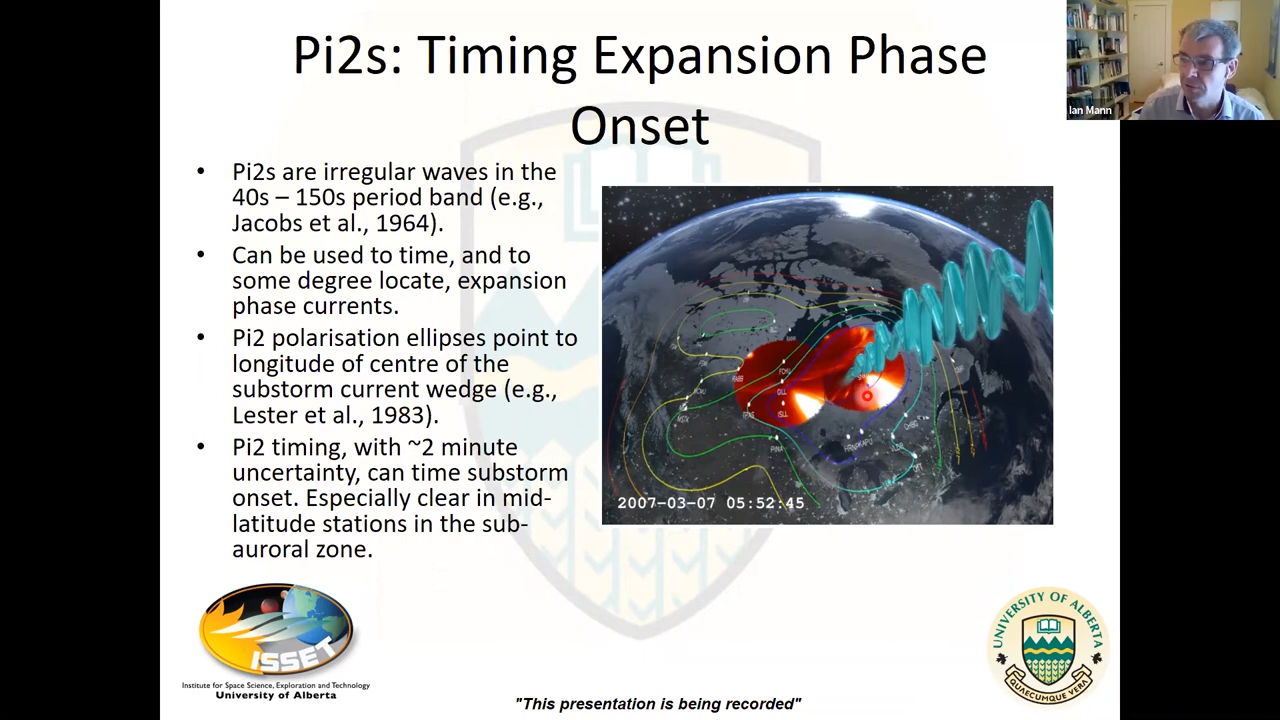 Pi2s: Timing Expansion Phase
Onset
Ian Mann
• Pi2s are irregular waves in the
40s – 150s period band (e.g.,
Jacobs et al., 1964).
• Can be used to time, and to
some degree locate, expansion
phase currents.
• Pi2 polarisation ellipses point to
longitude of centre of the
substorm current wedge (e.g.,
Lester et al., 1983).
• Pi2 timing, with ~2 minute
uncertainty, can time substorm
onset. Especially clear in mid-
latitude stations in the sub-
auroral zone.
RABB
FCHU
GILL
ISLL
PINA
2007-03-07 05:52:45
ISSET
Institute for Space Science, Exploration and Technology
University of Alberta
UNIVERSITY OF ALBERTA
QUAECUMQUE VERA
"This presentation is being recorded"